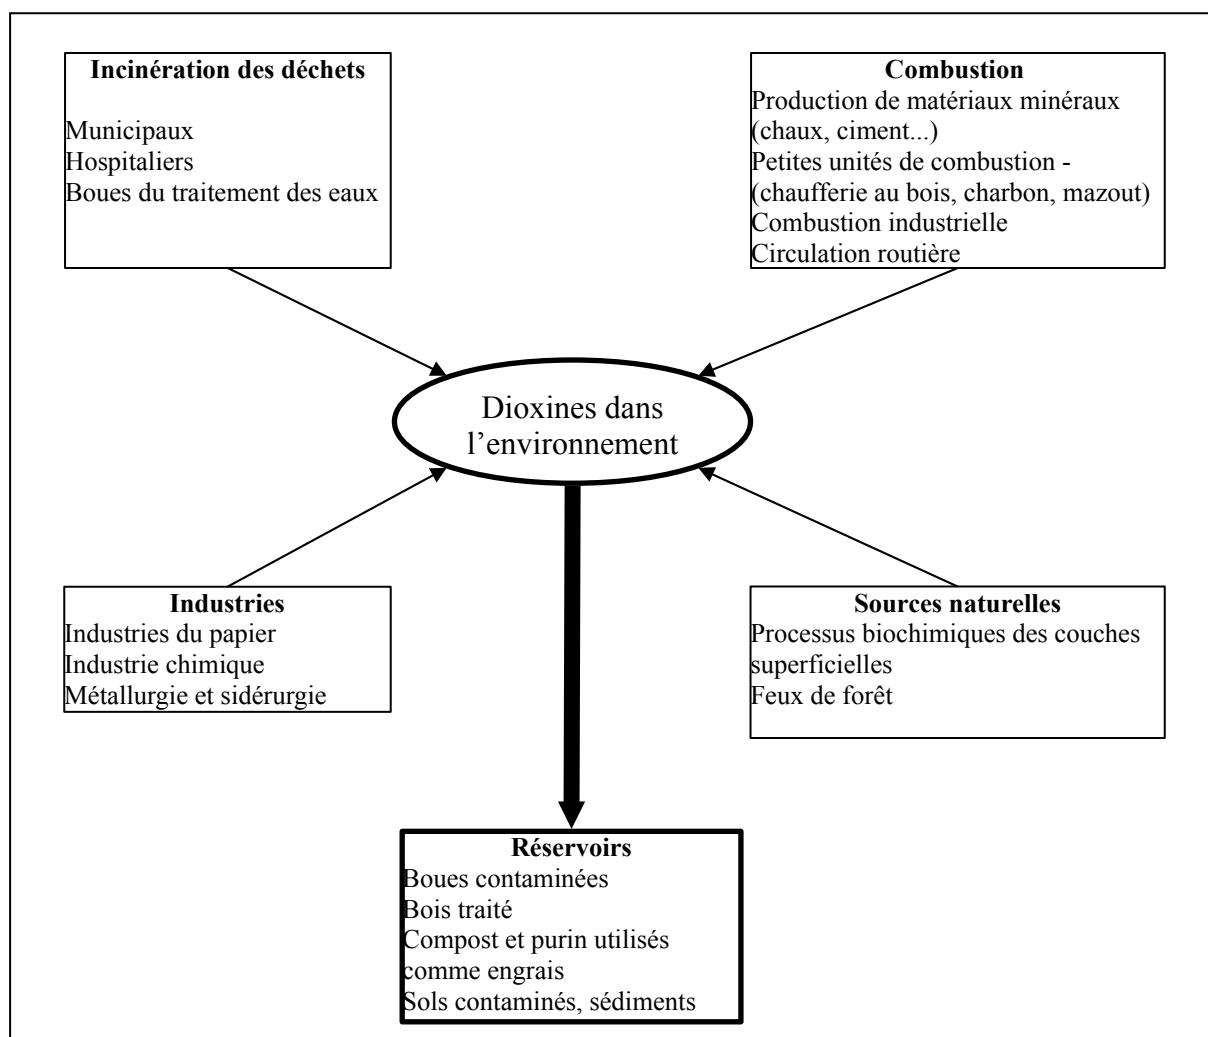 Incinération des déchets
Municipaux
Hospitaliers
Boues du traitement des eaux
Combustion
Production de matériaux minéraux
(chaux, ciment...)
Petites unités de combustion -
(chaufferie au bois, charbon, mazout)
Combustion industrielle
Circulation routière
Dioxines dans
l’environnement
Industries
Industries du papier
Industrie chimique
Métallurgie et sidérurgie
Sources naturelles
Processus biochimiques des couches
superficielles
Feux de forêt
Réservoirs
Boues contaminées
Bois traité
Compost et purin utilisés
comme engrais
Sols contaminés, sédiments